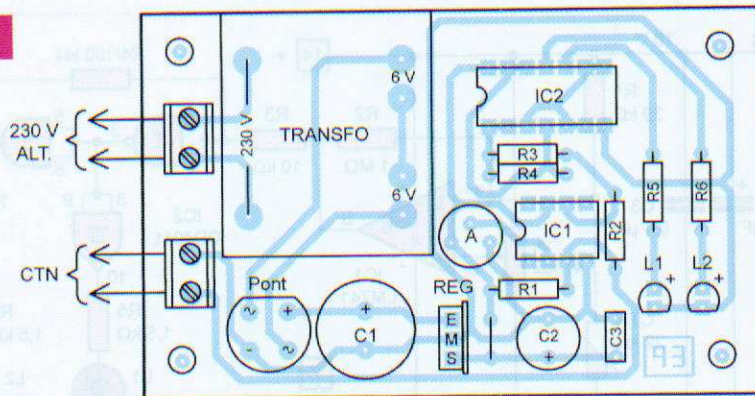 230 V
ALT.
CTN
230 V
TRANSFO
6 V
6 V
IC2
R3
R4
A
IC1
R2
R5
R6
L1
+
L2
+
Pont
~
+
-
~
+
C1
REG
E
M
S
R1
C2
+
C3
EP